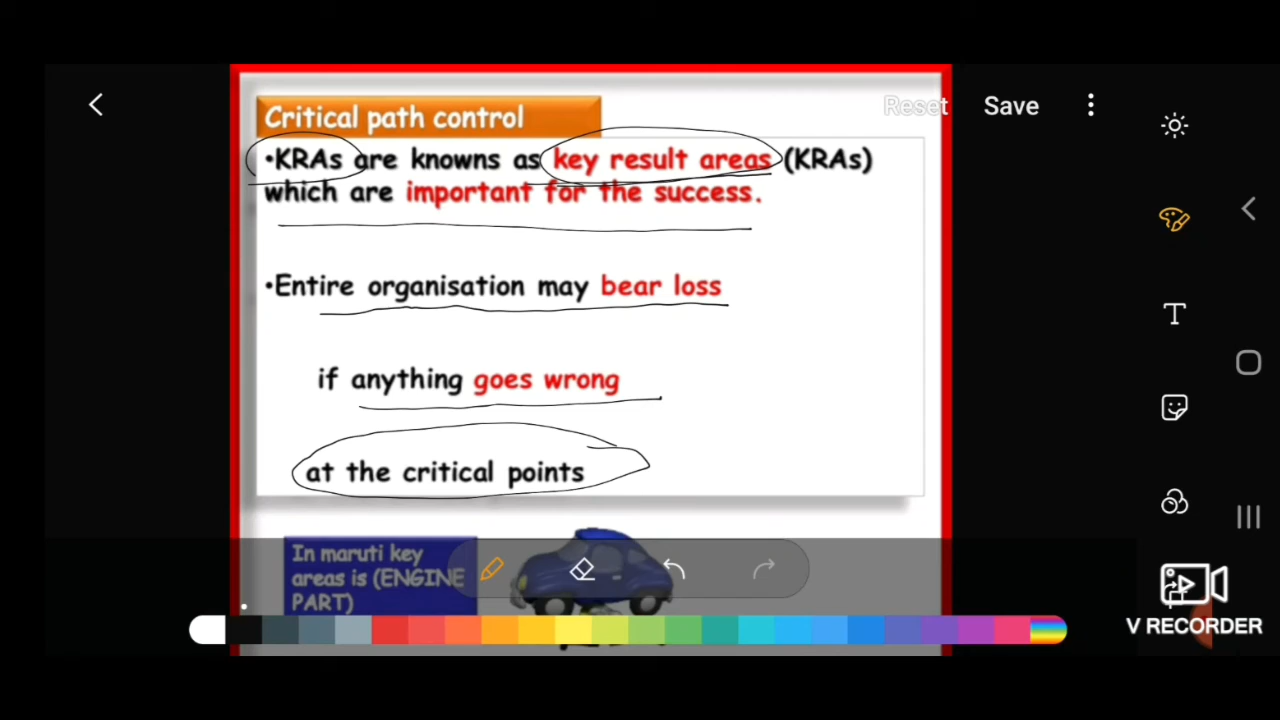 Critical path control
Reset
Save
•KRAs are knowns as key result areas (KRAs)
which are important for the success.
•Entire organisation may bear loss
if anything goes wrong
at the critical points
In maruti key
areas is (ENGINE
PART)
V RECORDER